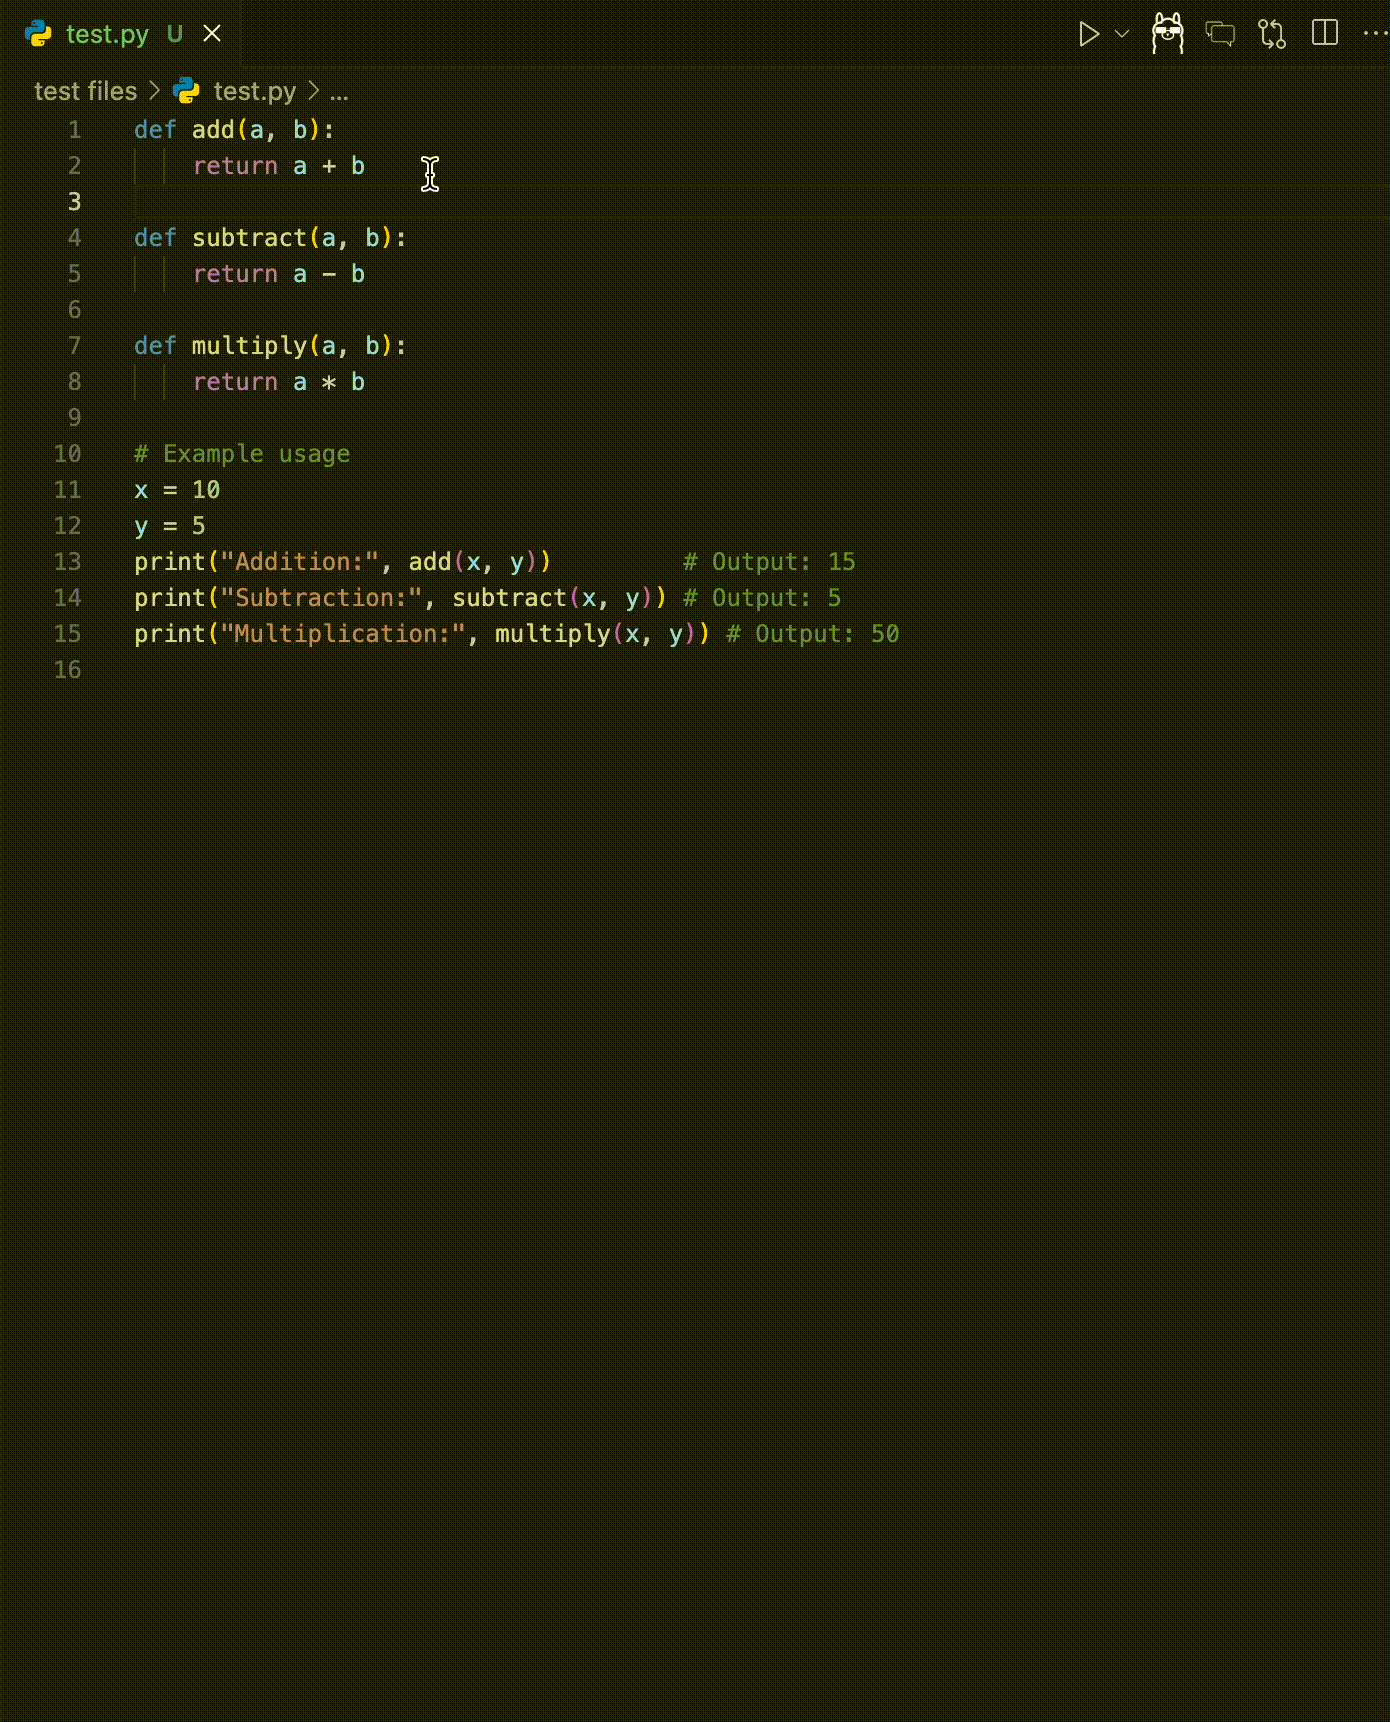 test.py U
test files > test.py > ...
1 def add(a, b):
2     return a + b
3
4 def subtract(a, b):
5     return a - b
6
7 def multiply(a, b):
8     return a * b
9
10 # Example usage
11 x = 10
12 y = 5
13 print("Addition:", add(x, y))         # Output: 15
14 print("Subtraction:", subtract(x, y)) # Output: 5
15 print("Multiplication:", multiply(x, y)) # Output: 50
16